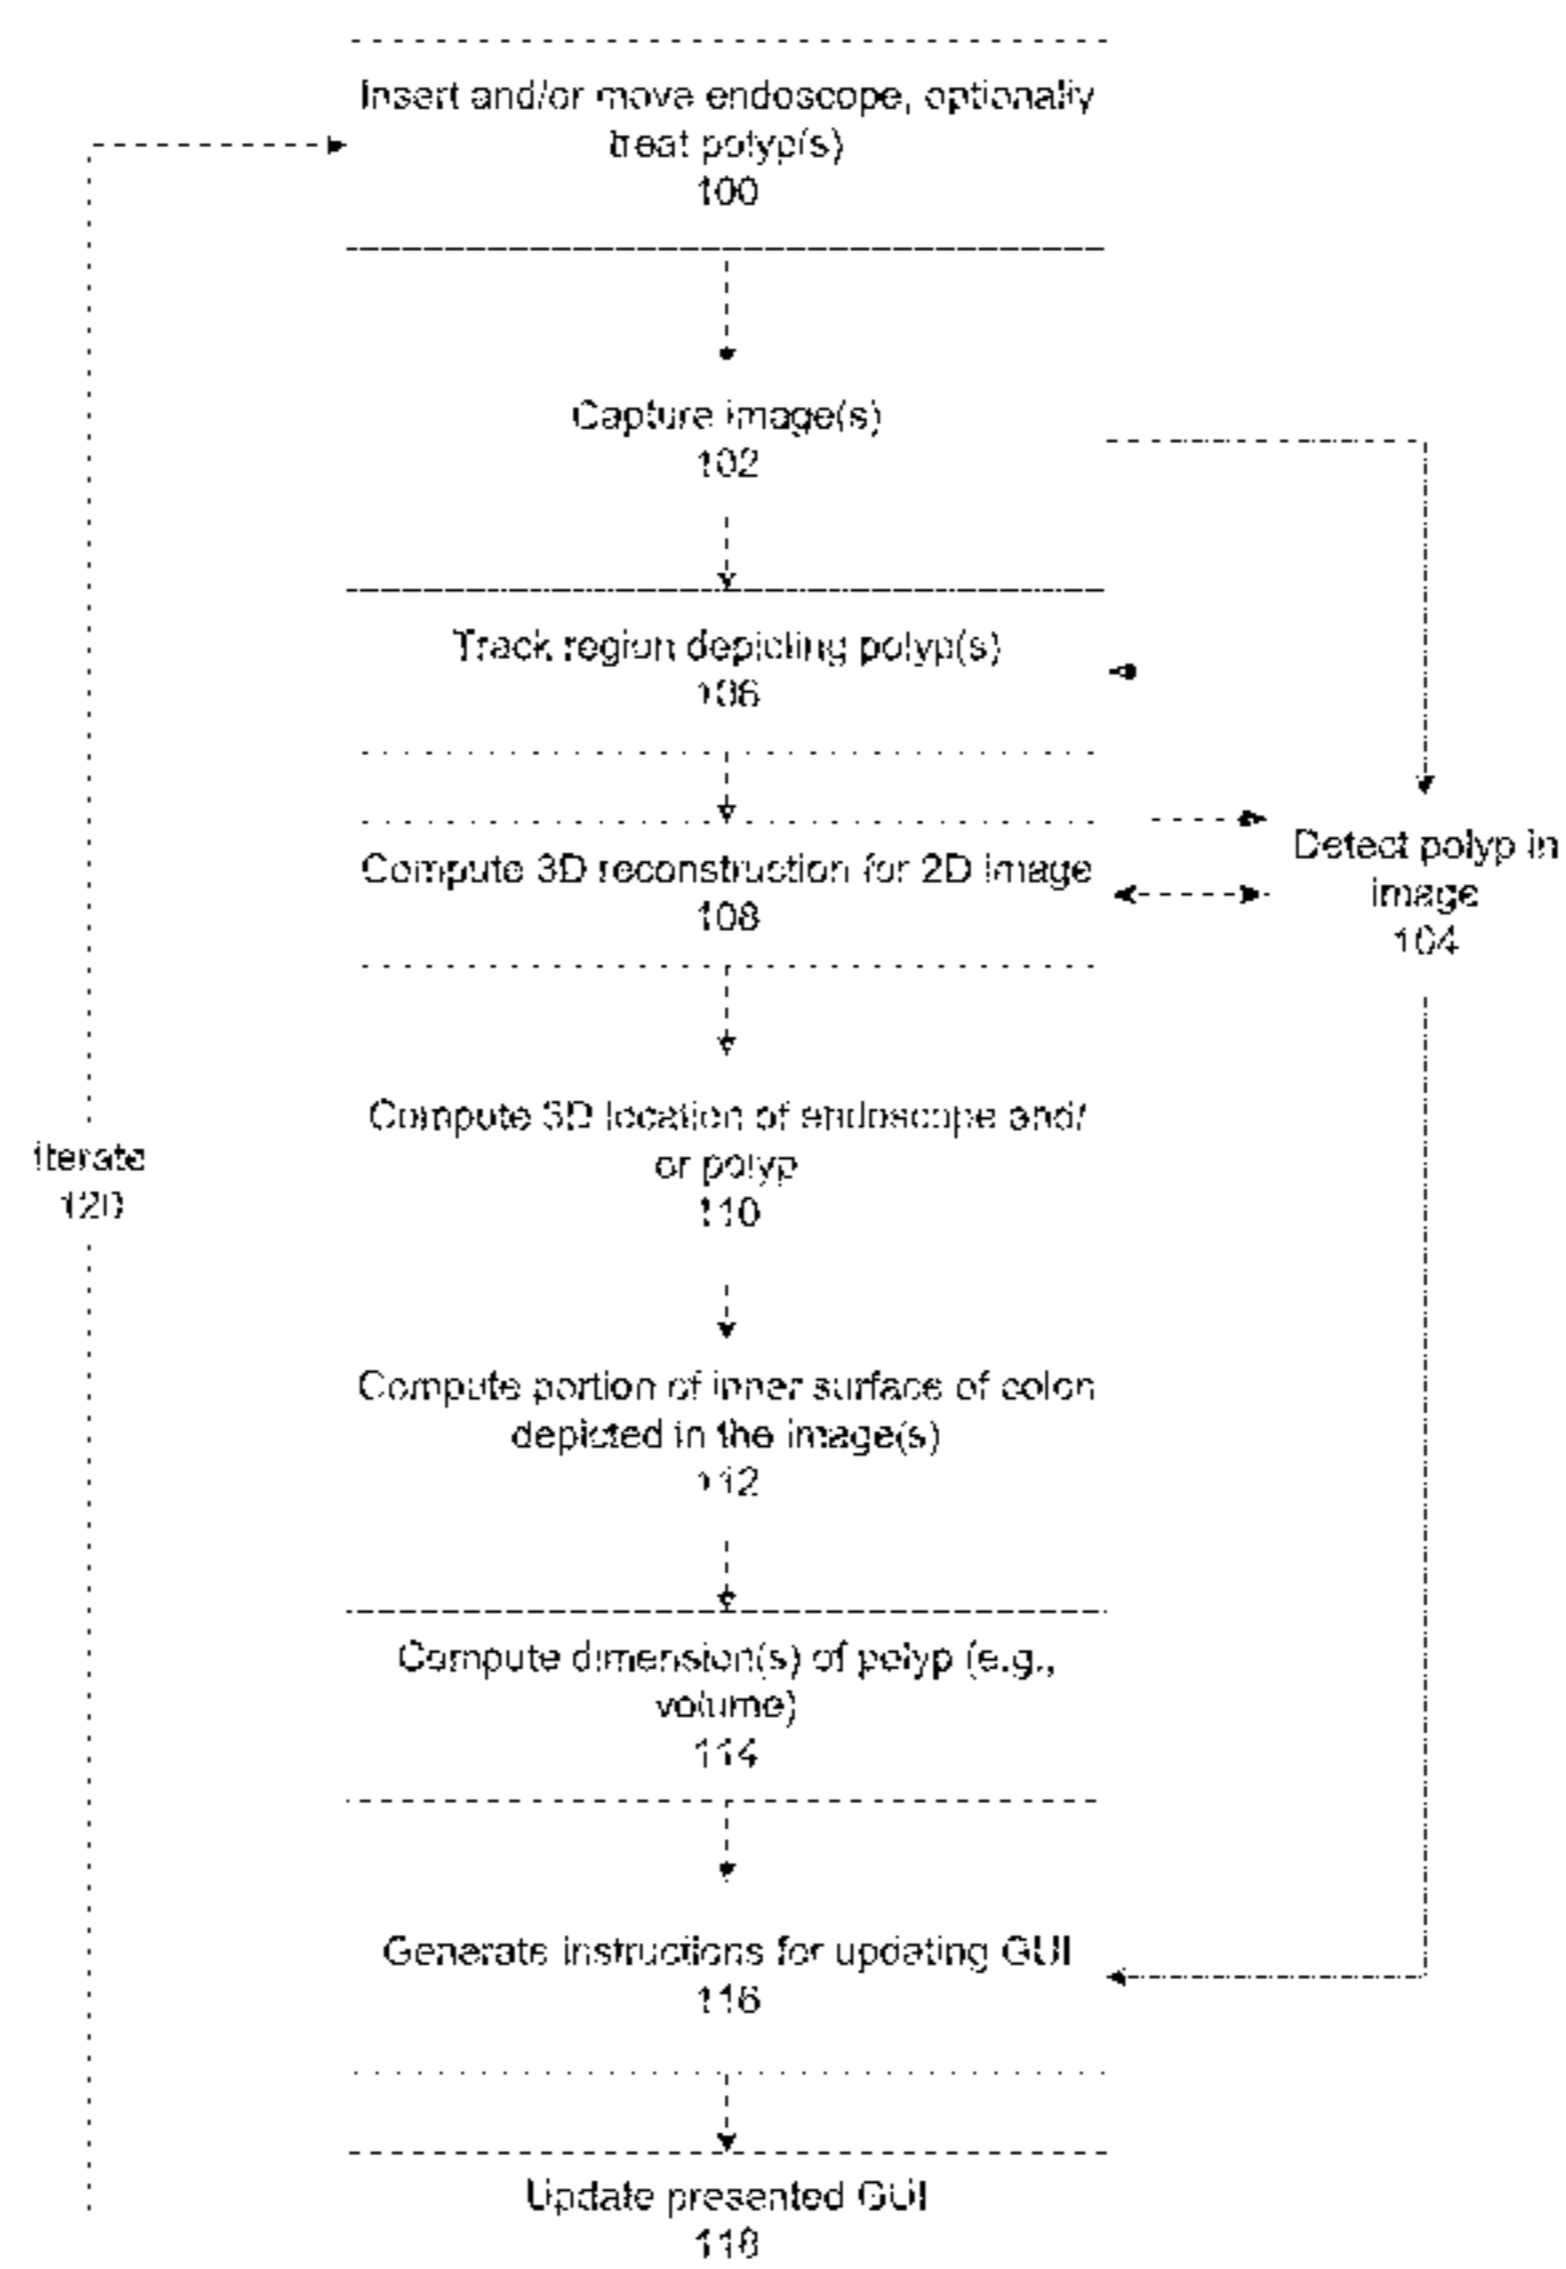 Insert and/or move endoscope, optionally
treat polyp(s)
100
Capture image(s)
102
Track region depicting polyp(s)
106
Compute 3D reconstruction for 2D image
108
Detect polyp in
image
104
Compute 3D location of endoscope and/
or polyp
110
iterate
120
Compute portion of inner surface of colon
depicted in the image(s)
112
Compute dimension(s) of polyp (e.g.,
volume)
114
Generate instructions for updating GUI
116
Update presented GUI
118